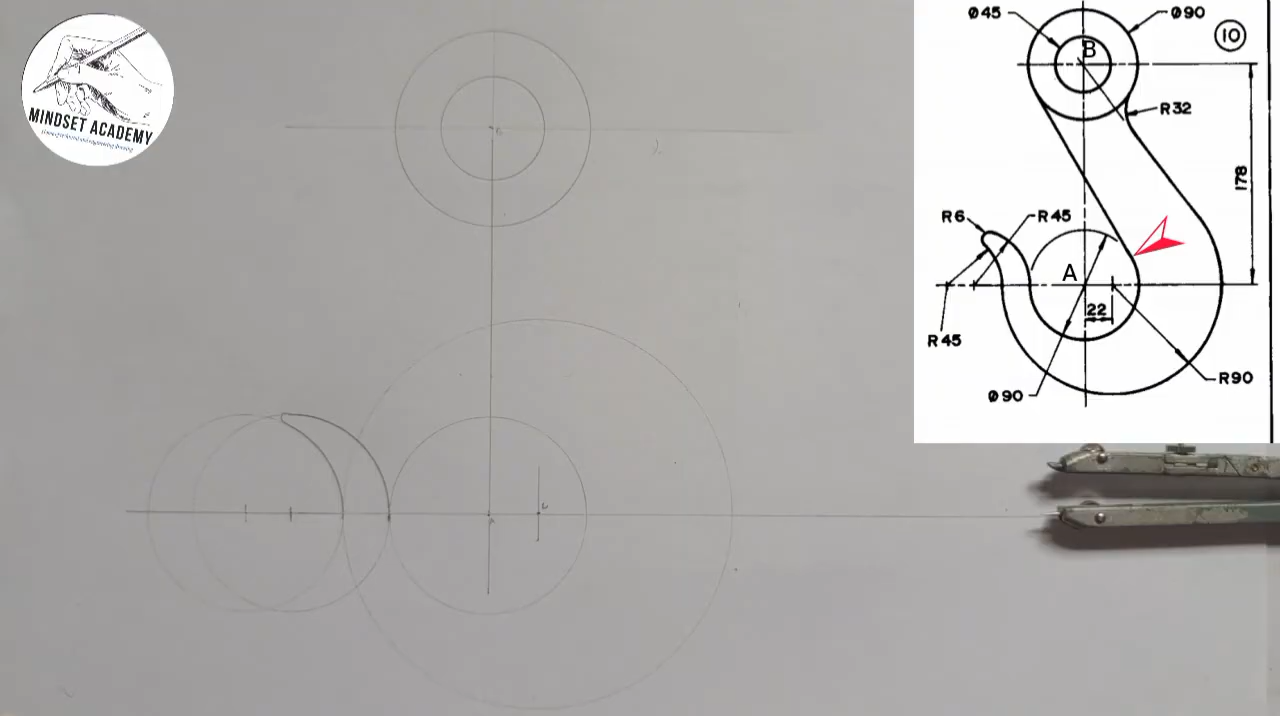 MINDSET ACADEMY
Ø45
Ø90
10
B
R32
178
R6
R45
A
22
R45
R90
Ø90